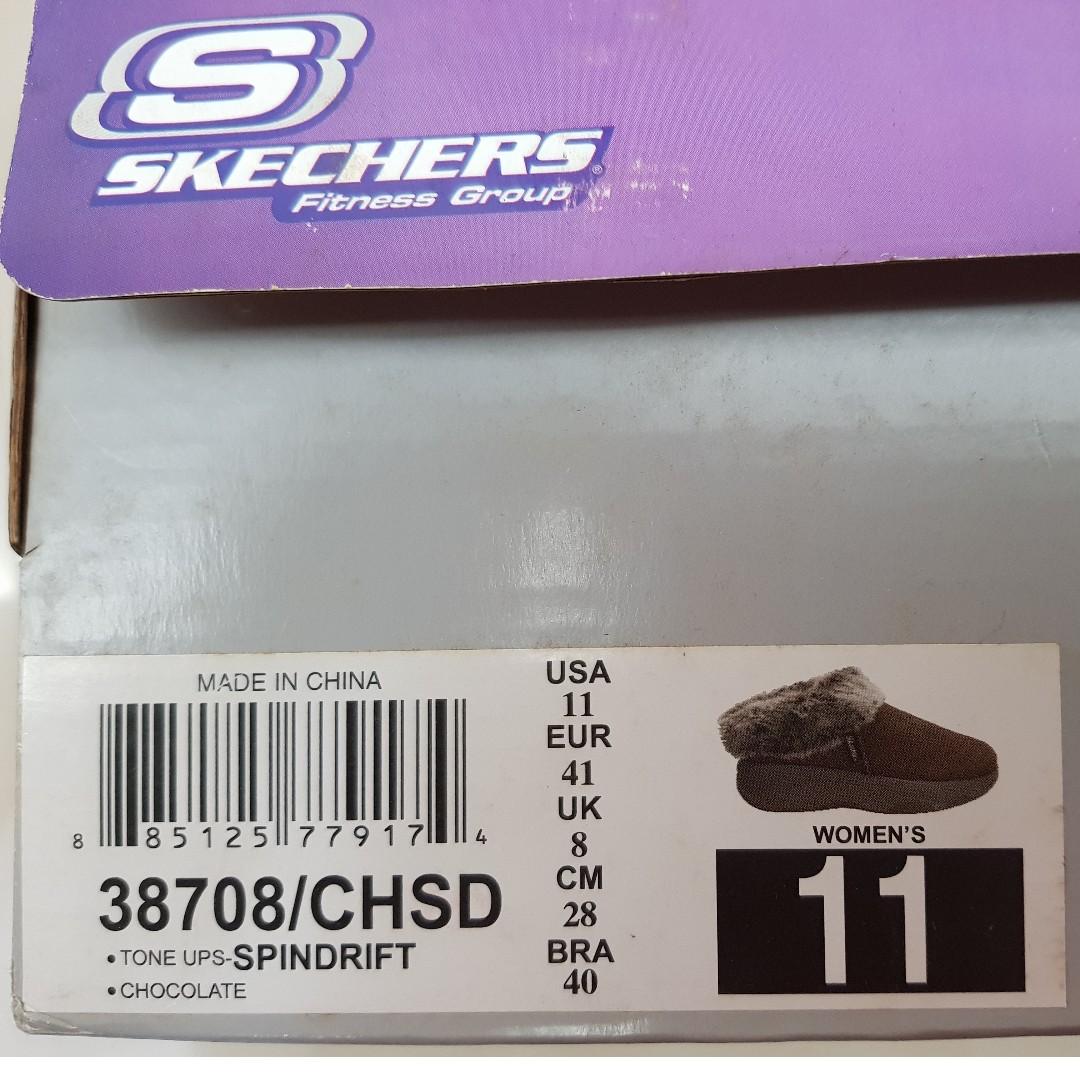 S
SKECHERS®
Fitness Group
MADE IN CHINA
8 85125 77917 4
38708/CHSD
• TONE UPS-SPINDRIFT
• CHOCOLATE
USA
11
EUR
41
UK
8
CM
28
BRA
40
WOMEN'S
11